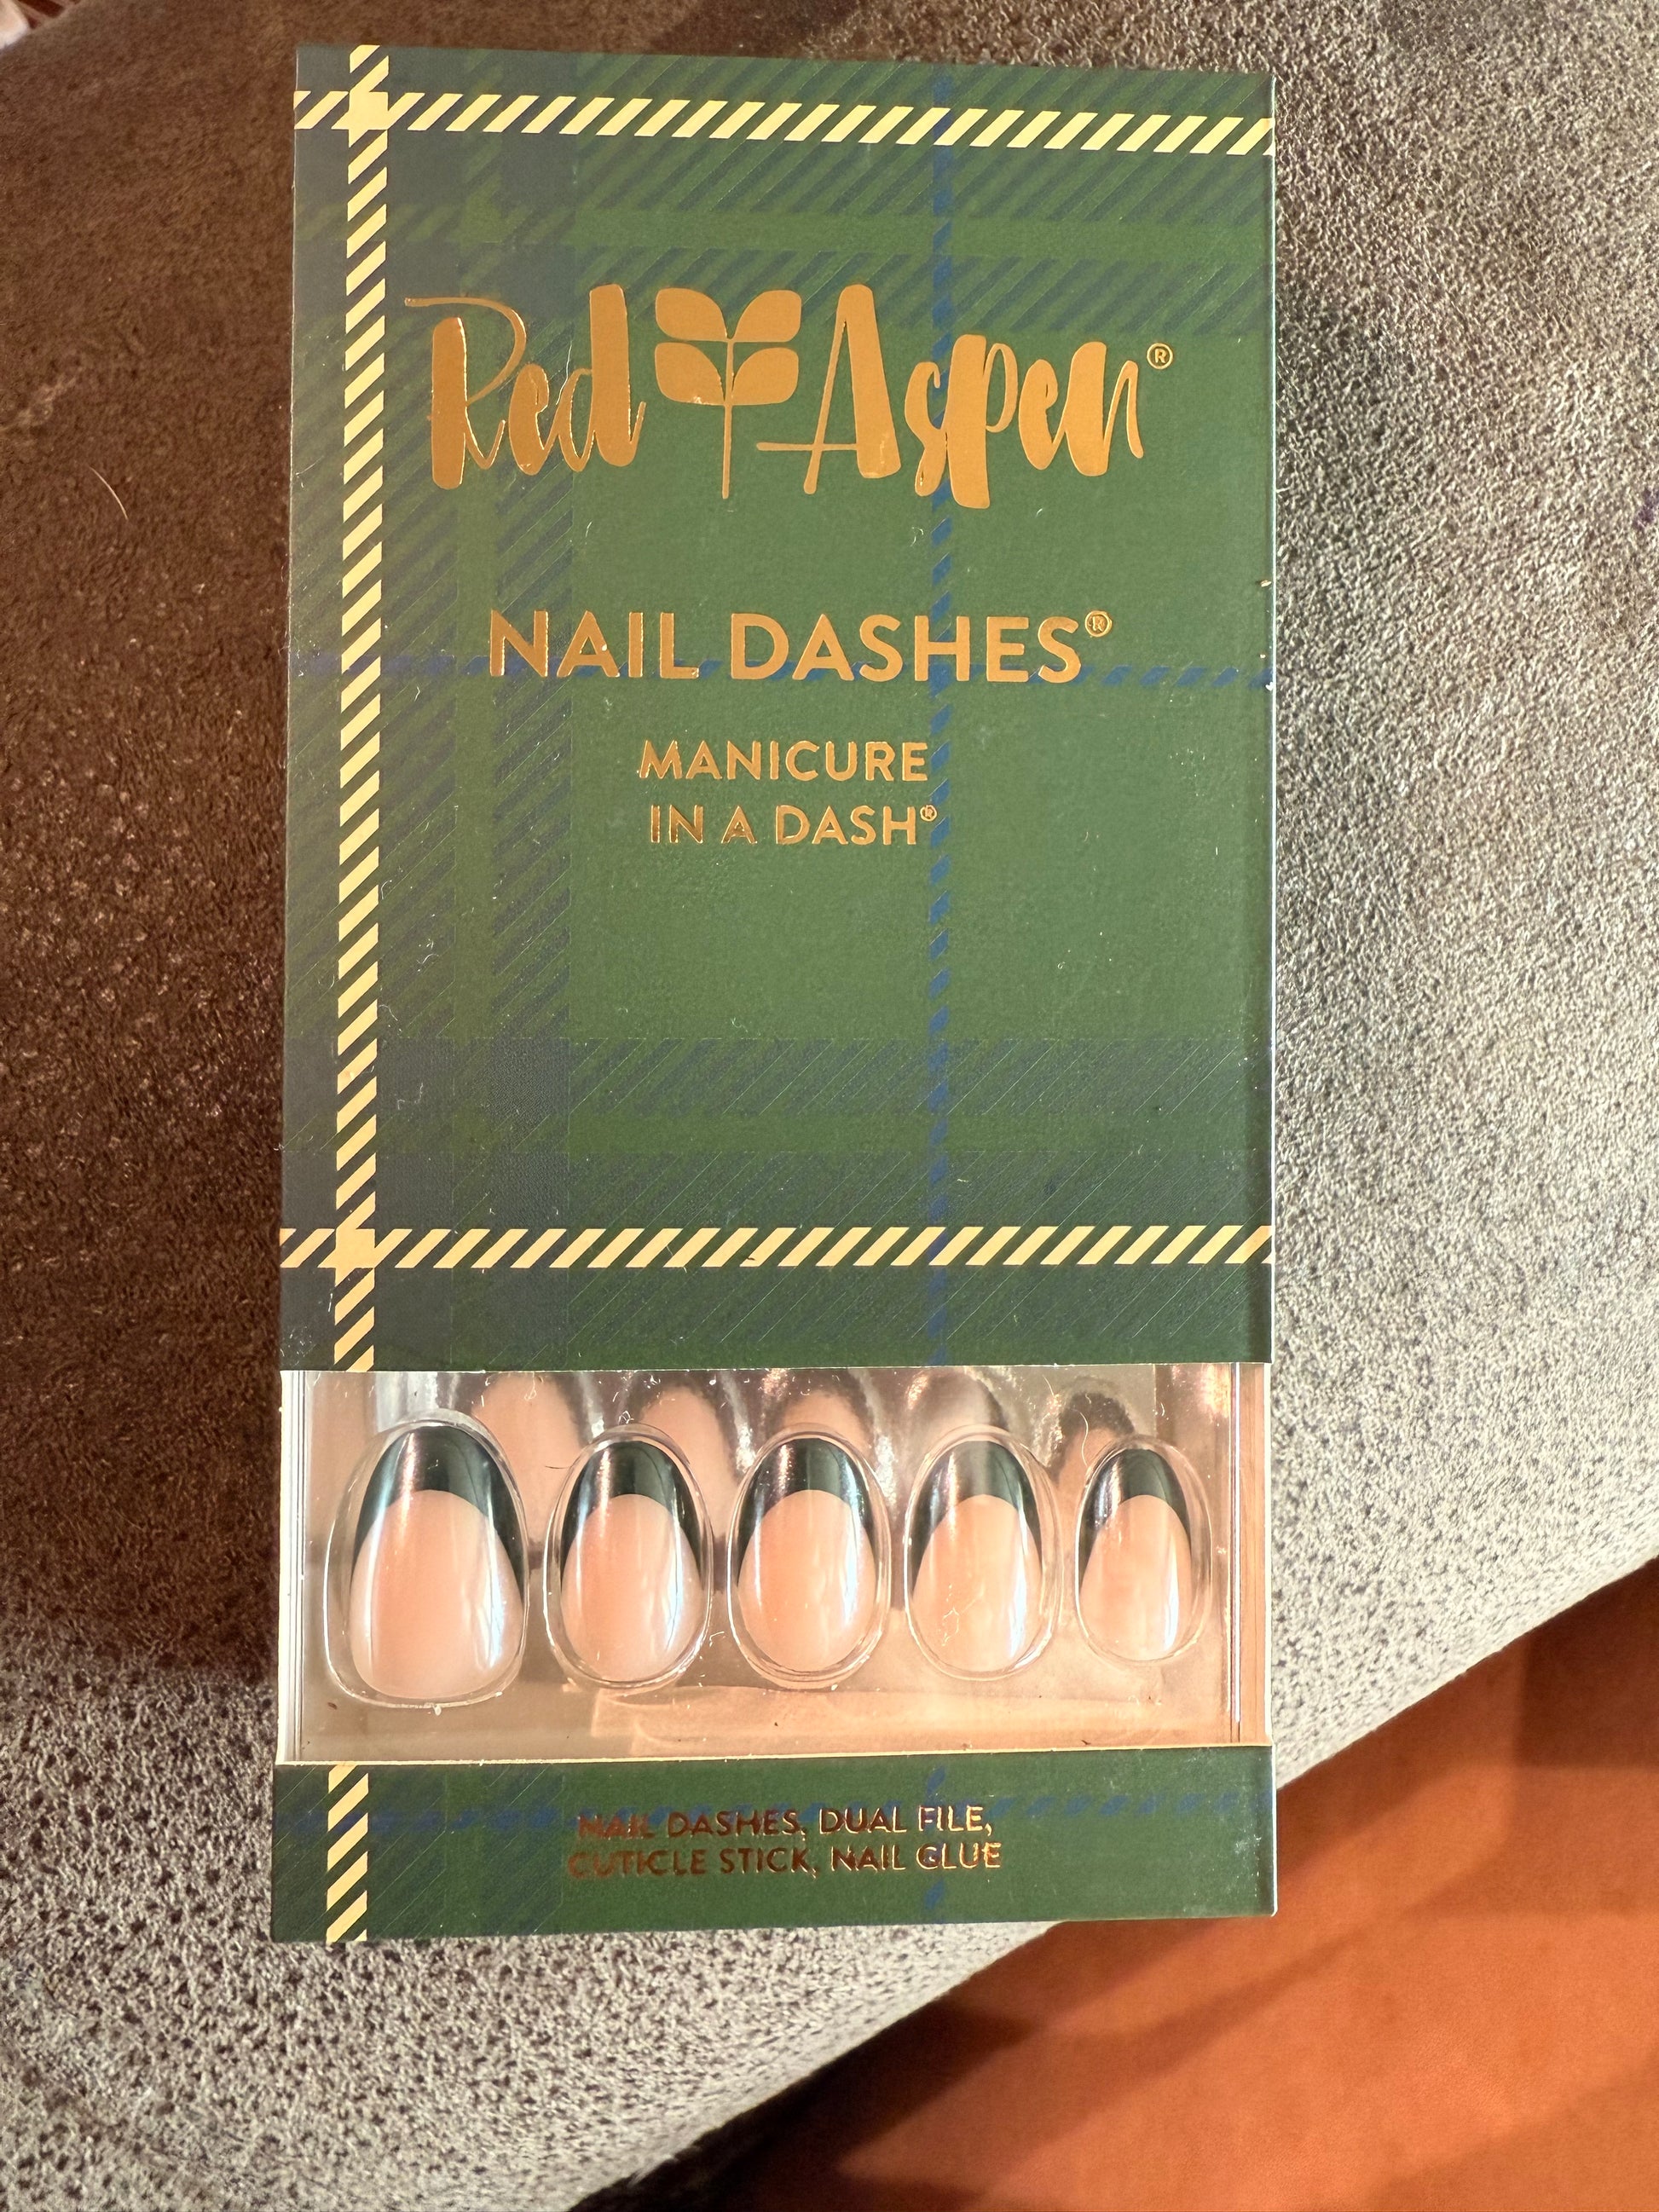 Red Aspen®
NAIL DASHES®
MANICURE
IN A DASH®
NAIL DASHES, DUAL FILE,
CUTICLE STICK, NAIL GLUE